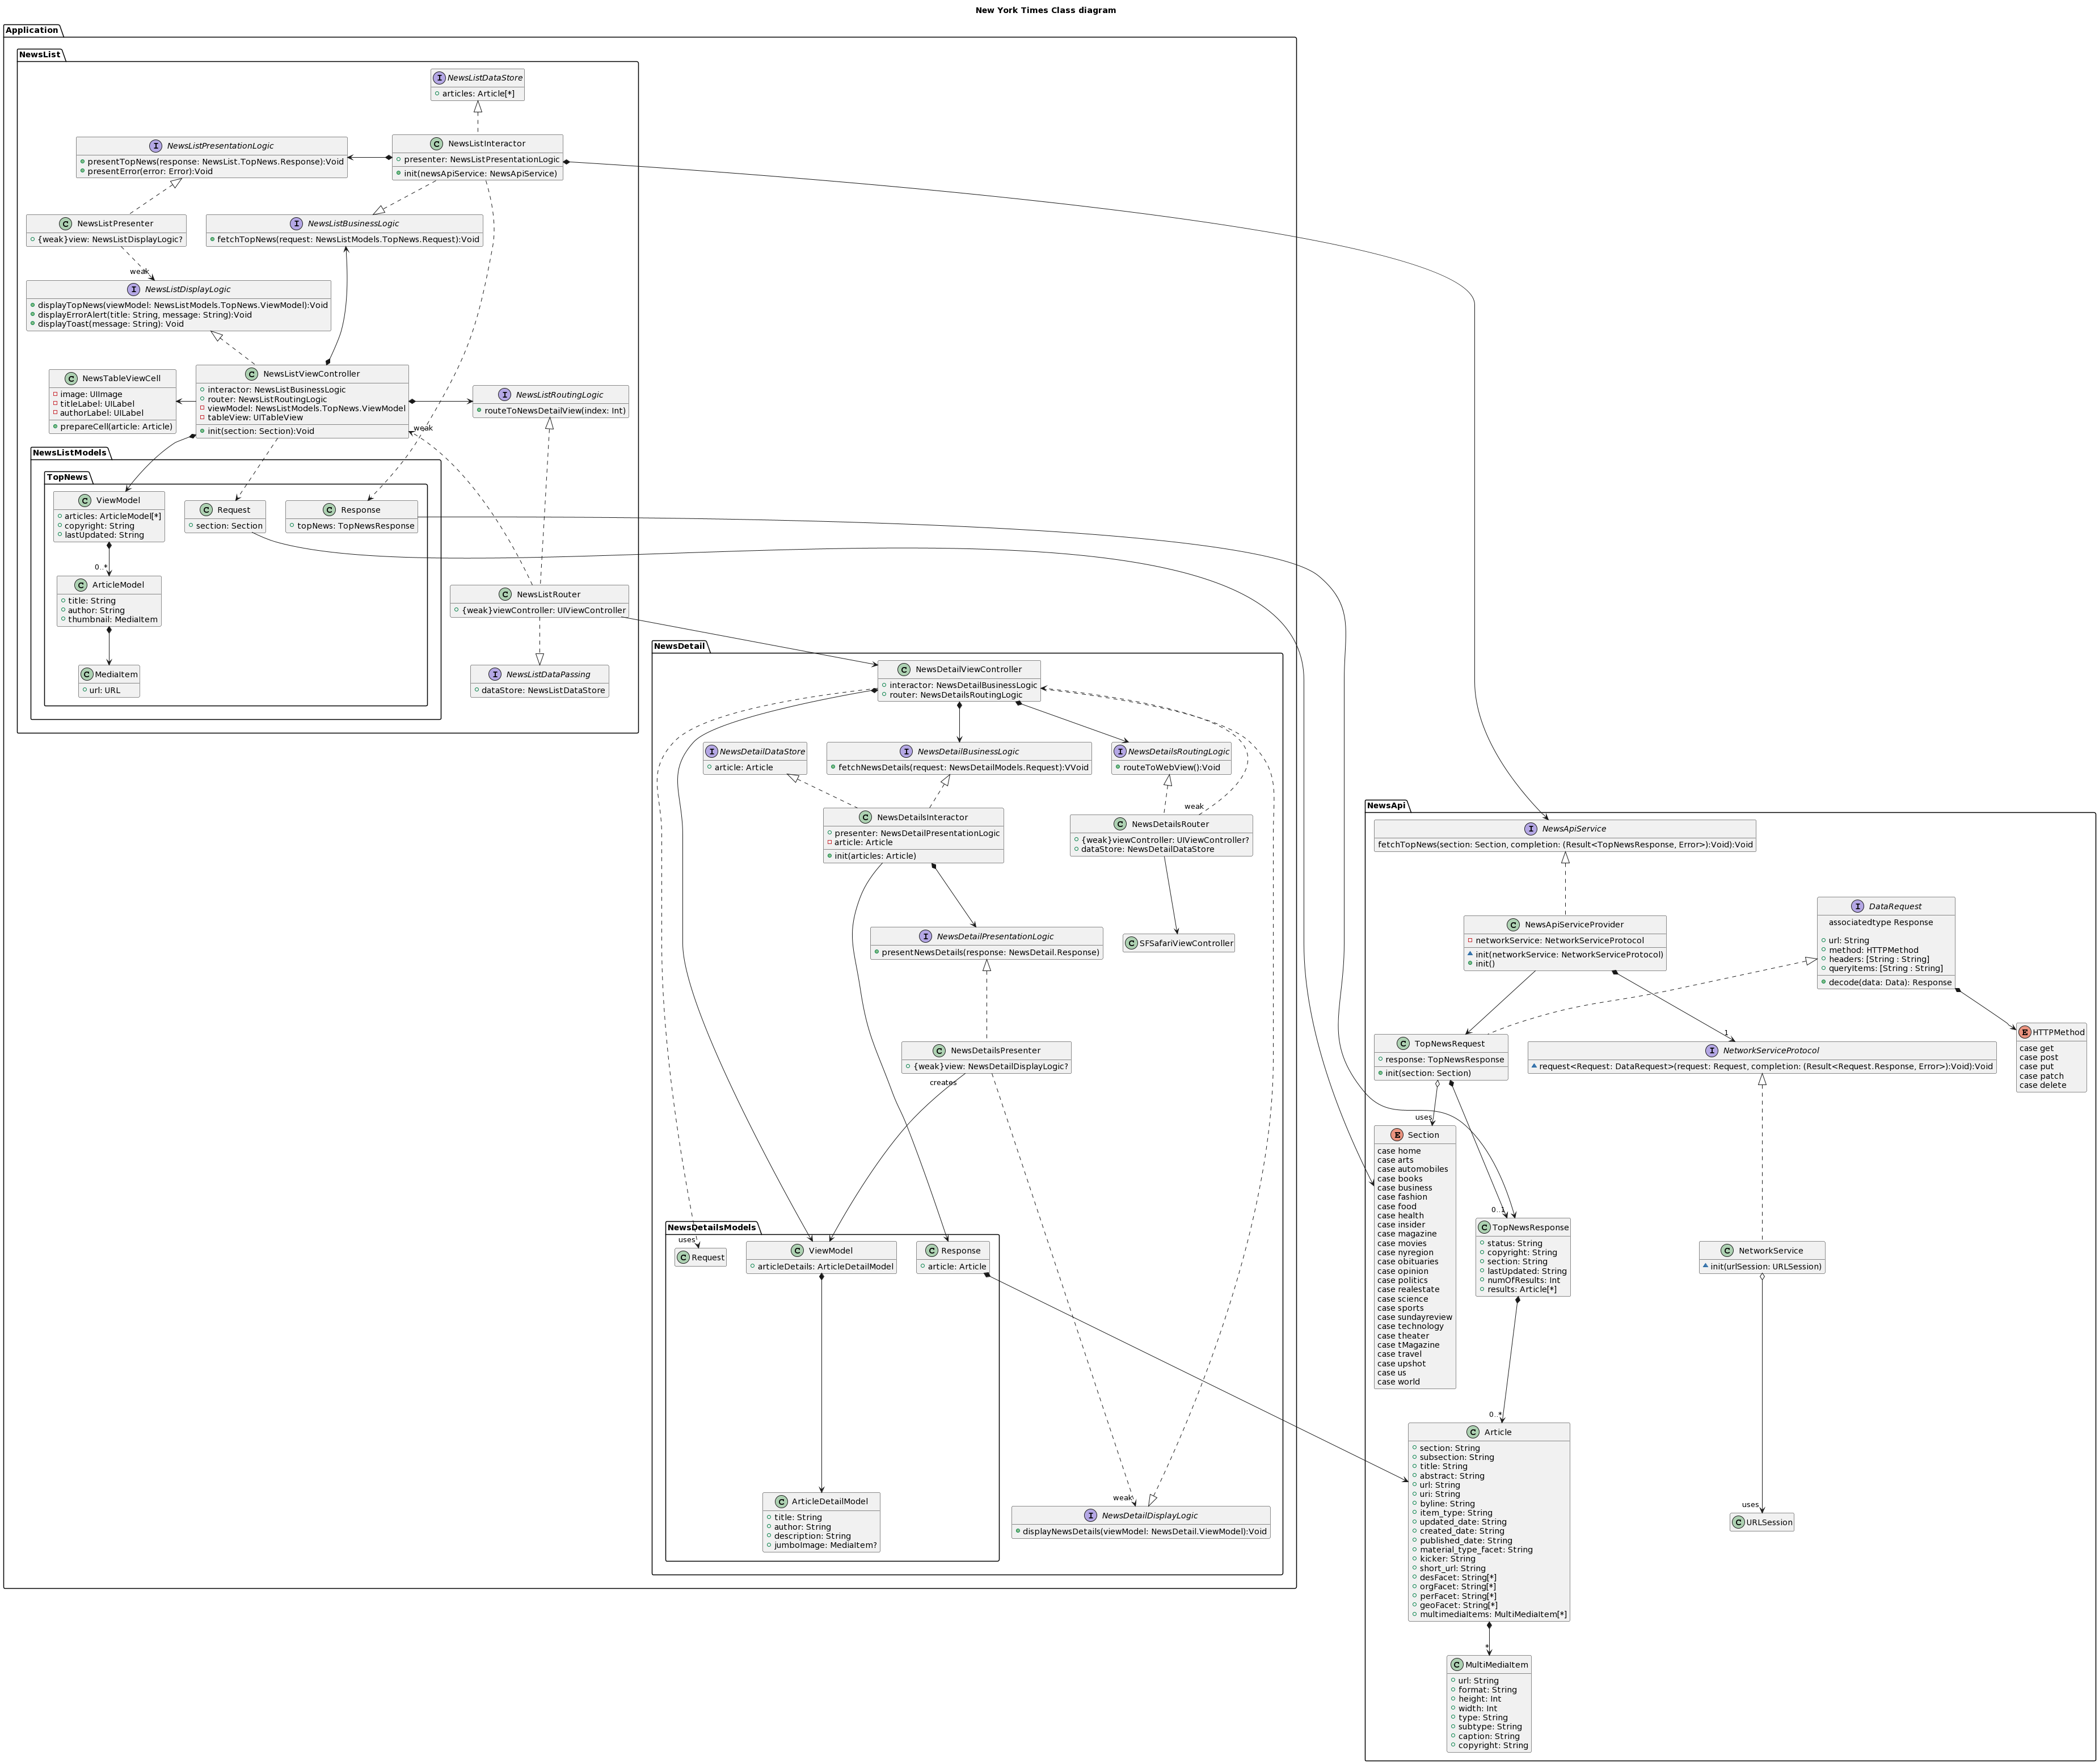 New York Times Class diagram
Application
NewsList
I NewsListDataStore
articles: Article[*]
I NewsListPresentationLogic
presentTopNews(response: NewsList.TopNews.Response):Void
presentError(error: Error):Void
C NewsListInteractor
presenter: NewsListPresentationLogic
init(newsApiService: NewsApiService)
C NewsListPresenter
{weak}view: NewsListDisplayLogic?
I NewsListBusinessLogic
fetchTopNews(request: NewsListModels.TopNews.Request):Void
weak
I NewsListDisplayLogic
displayTopNews(viewModel: NewsListModels.TopNews.ViewModel):Void
displayErrorAlert(title: String, message: String):Void
displayToast(message: String): Void
C NewsTableViewCell
image: UIImage
titleLabel: UILabel
authorLabel: UILabel
prepareCell(article: Article)
C NewsListViewController
interactor: NewsListBusinessLogic
router: NewsListRoutingLogic
viewModel: NewsListModels.TopNews.ViewModel
tableView: UITableView
init(section: Section):Void
I NewsListRoutingLogic
routeToNewsDetailView(index: Int)
weak
NewsListModels
TopNews
C ViewModel
articles: ArticleModel[*]
copyright: String
lastUpdated: String
C Request
section: Section
C Response
topNews: TopNewsResponse
0..*
C ArticleModel
title: String
author: String
thumbnail: MediaItem
C MediaItem
url: URL
C NewsListRouter
{weak}viewController: UIViewController
I NewsListDataPassing
dataStore: NewsListDataStore
NewsDetail
C NewsDetailViewController
interactor: NewsDetailBusinessLogic
router: NewsDetailsRoutingLogic
I NewsDetailDataStore
article: Article
I NewsDetailBusinessLogic
fetchNewsDetails(request: NewsDetailModels.Request):VVoid
I NewsDetailsRoutingLogic
routeToWebView():Void
weak
C NewsDetailsInteractor
presenter: NewsDetailPresentationLogic
article: Article
init(articles: Article)
C NewsDetailsRouter
{weak}viewController: UIViewController?
dataStore: NewsDetailDataStore
I NewsDetailPresentationLogic
presentNewsDetails(response: NewsDetail.Response)
C SFSafariViewController
C NewsDetailsPresenter
{weak}view: NewsDetailDisplayLogic?
creates
NewsDetailsModels
uses
C Request
C ViewModel
articleDetails: ArticleDetailModel
C Response
article: Article
C ArticleDetailModel
title: String
author: String
description: String
jumboImage: MediaItem?
weak
I NewsDetailDisplayLogic
displayNewsDetails(viewModel: NewsDetail.ViewModel):Void
NewsApi
I NewsApiService
fetchTopNews(section: Section, completion: (Result<TopNewsResponse, Error>):Void):Void
C NewsApiServiceProvider
networkService: NetworkServiceProtocol
init(networkService: NetworkServiceProtocol)
init()
I DataRequest
associatedtype Response
url: String
method: HTTPMethod
headers: [String : String]
queryItems: [String : String]
decode(data: Data): Response
C TopNewsRequest
response: TopNewsResponse
init(section: Section)
1
I NetworkServiceProtocol
request<Request: DataRequest>(request: Request, completion: (Result<Request.Response, Error>):Void):Void
E HTTPMethod
case get
case post
case put
case patch
case delete
uses
E Section
case home
case arts
case automobiles
case books
case business
case fashion
case food
case health
case insider
case magazine
case movies
case nyregion
case obituaries
case opinion
case politics
case realestate
case science
case sports
case sundayreview
case technology
case theater
case tMagazine
case travel
case upshot
case us
case world
0..1
C TopNewsResponse
status: String
copyright: String
section: String
lastUpdated: String
numOfResults: Int
results: Article[*]
C NetworkService
init(urlSession: URLSession)
0..*
C Article
section: String
subsection: String
title: String
abstract: String
url: String
uri: String
byline: String
item_type: String
updated_date: String
created_date: String
published_date: String
material_type_facet: String
kicker: String
short_url: String
desFacet: String[*]
orgFacet: String[*]
perFacet: String[*]
geoFacet: String[*]
multimediaItems: MultiMediaItem[*]
uses
C URLSession
*
C MultiMediaItem
url: String
format: String
height: Int
width: Int
type: String
subtype: String
caption: String
copyright: String